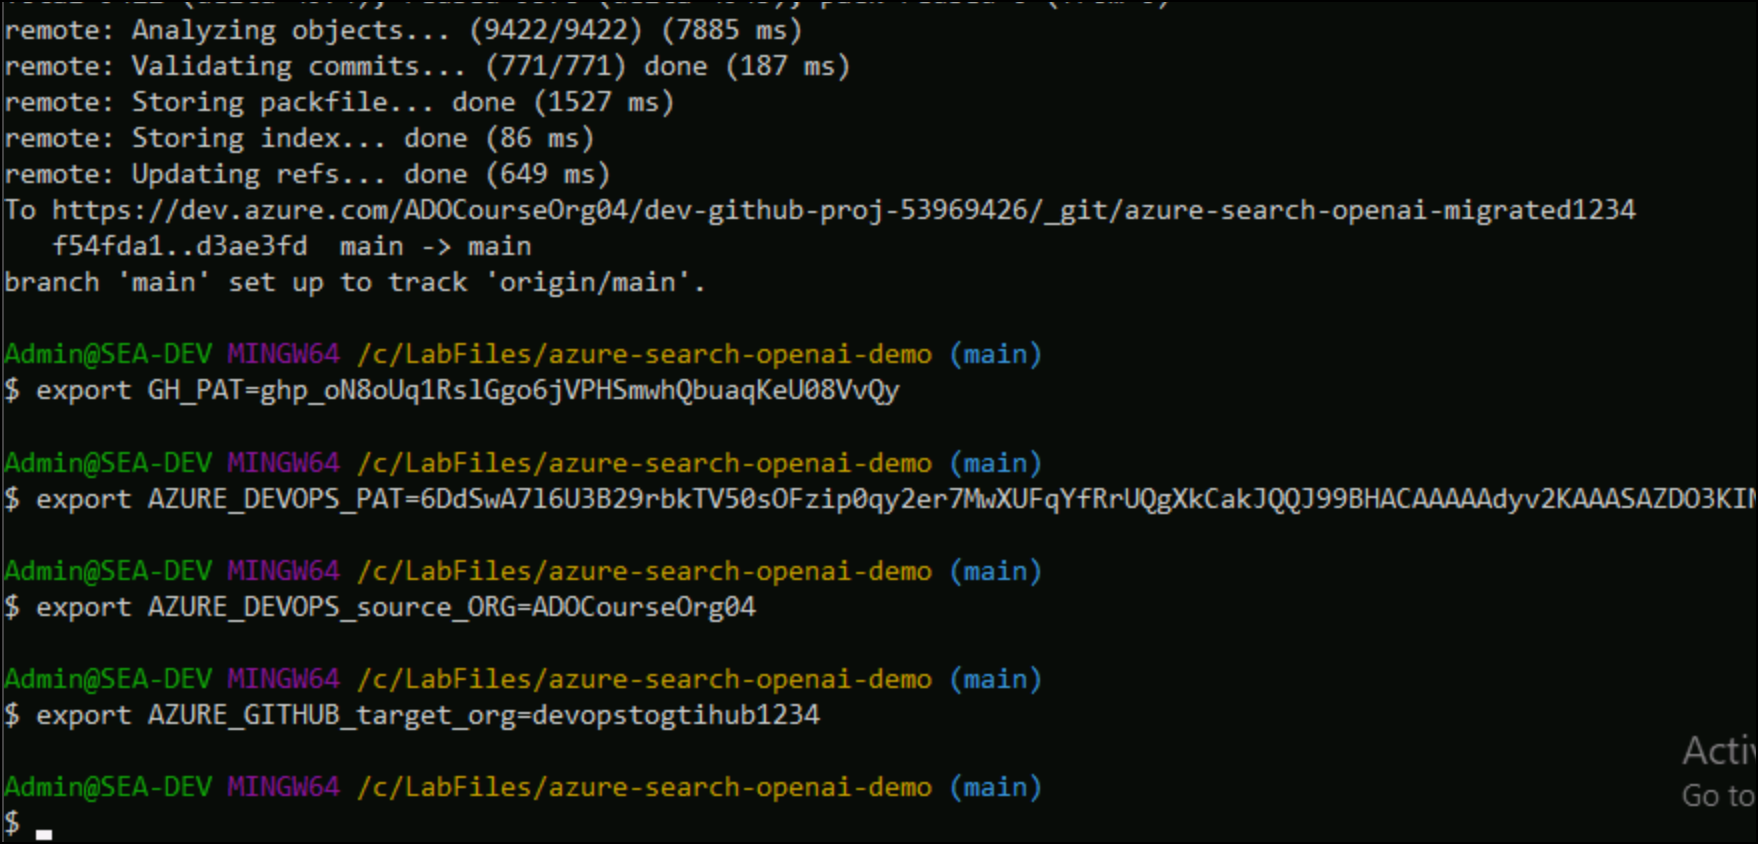 remote: Analyzing objects... (9422/9422) (7885 ms)
remote: Validating commits... (771/771) done (187 ms)
remote: Storing packfile... done (1527 ms)
remote: Storing index... done (86 ms)
remote: Updating refs... done (649 ms)
To https://dev.azure.com/ADOCourseOrg04/dev-github-proj-53969426/_git/azure-search-openai-migrated1234
   f54fda1..d3ae3fd  main -> main
branch 'main' set up to track 'origin/main'.
Admin@SEA-DEV MINGW64 /c/LabFiles/azure-search-openai-demo (main)
$ export GH_PAT=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
Admin@SEA-DEV MINGW64 /c/LabFiles/azure-search-openai-demo (main)
$ export AZURE_DEVOPS_PAT=6DdSwA7l6U3B29rbkTV50sOFzip0qy2er7MwXUFqYfRrUQgXkCakJQQJ99BHACAAAAAdyv2KAAASAZDO3KI
Admin@SEA-DEV MINGW64 /c/LabFiles/azure-search-openai-demo (main)
$ export AZURE_DEVOPS_source_ORG=ADOCourseOrg04
Admin@SEA-DEV MINGW64 /c/LabFiles/azure-search-openai-demo (main)
$ export AZURE_GITHUB_target_org=devopstogtihub1234
Admin@SEA-DEV MINGW64 /c/LabFiles/azure-search-openai-demo (main)
$
Acti
Go to